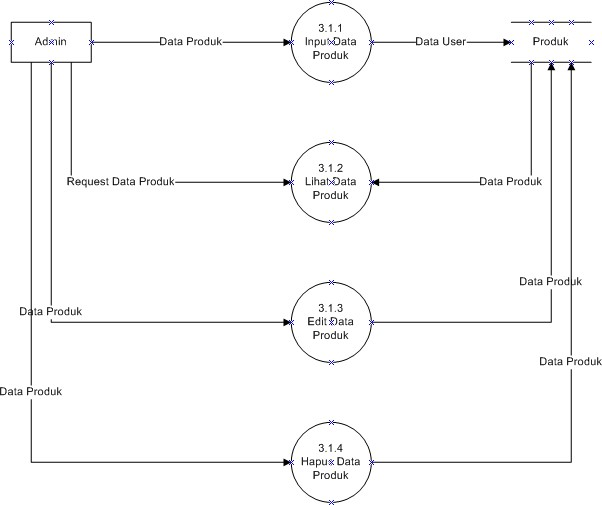 Admin
Data Produk
3.1.1
Input Data
Produk
Data User
Produk
Request Data Produk
3.1.2
Lihat Data
Produk
Data Produk
Data Produk
3.1.3
Edit Data
Produk
Data Produk
Data Produk
Data Produk
3.1.4
Hapus Data
Produk